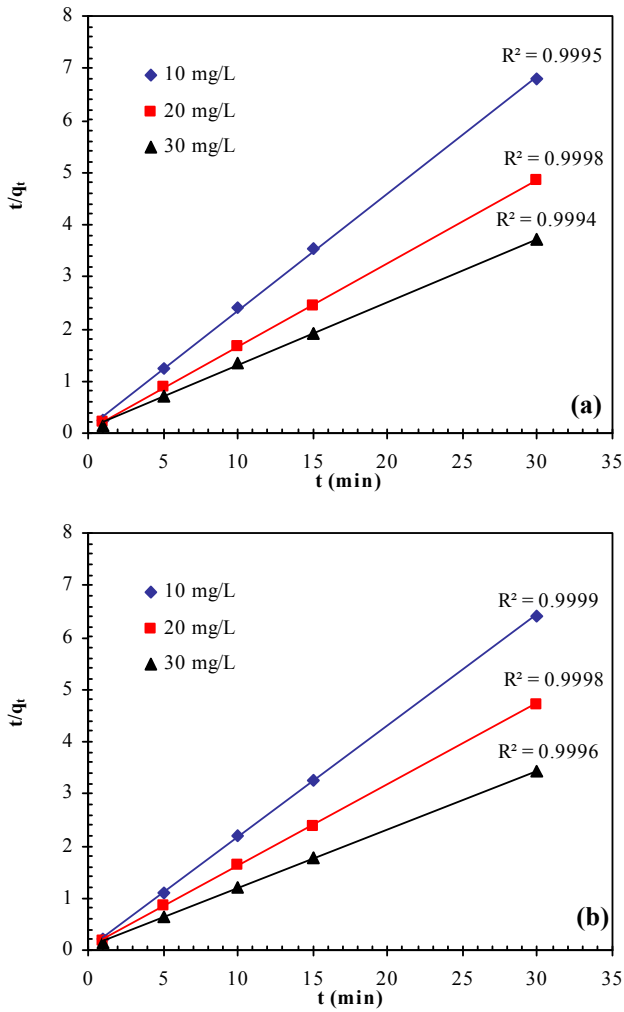 8
R² = 0.9995
7
10 mg/L
6
20 mg/L
R² = 0.9998
5
30 mg/L
R² = 0.9994
t/qₜ
4
3
2
1
(a)
0
0 5 10 15 20 25 30 35
t (min)
8
7
10 mg/L
R² = 0.9999
6
20 mg/L
R² = 0.9998
5
30 mg/L
R² = 0.9996
t/qₜ
4
3
2
1
(b)
0
0 5 10 15 20 25 30 35
t (min)